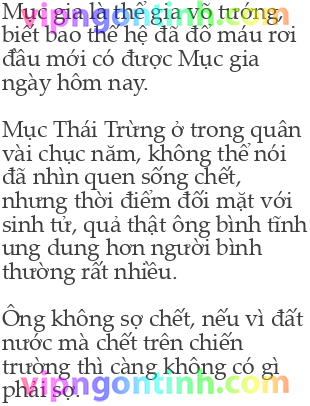 Mục gia là thế gia võ tướng,
biết bao thế hệ đã đổ máu rơi
đầu mới có được Mục gia
ngày hôm nay.
Mục Thái Trừng ở trong quân
vài chục năm, không thể nói
đã nhìn quen sống chết,
nhưng thời điểm đối mặt với
sinh tử, quả thật ông bình tĩnh
ung dung hơn người bình
thường rất nhiều.
Ông không sợ chết, nếu vì đất
nước mà chết trên chiến
trường thì càng không có gì
phải sợ.
vipngontinh.com
vipngontinh.com